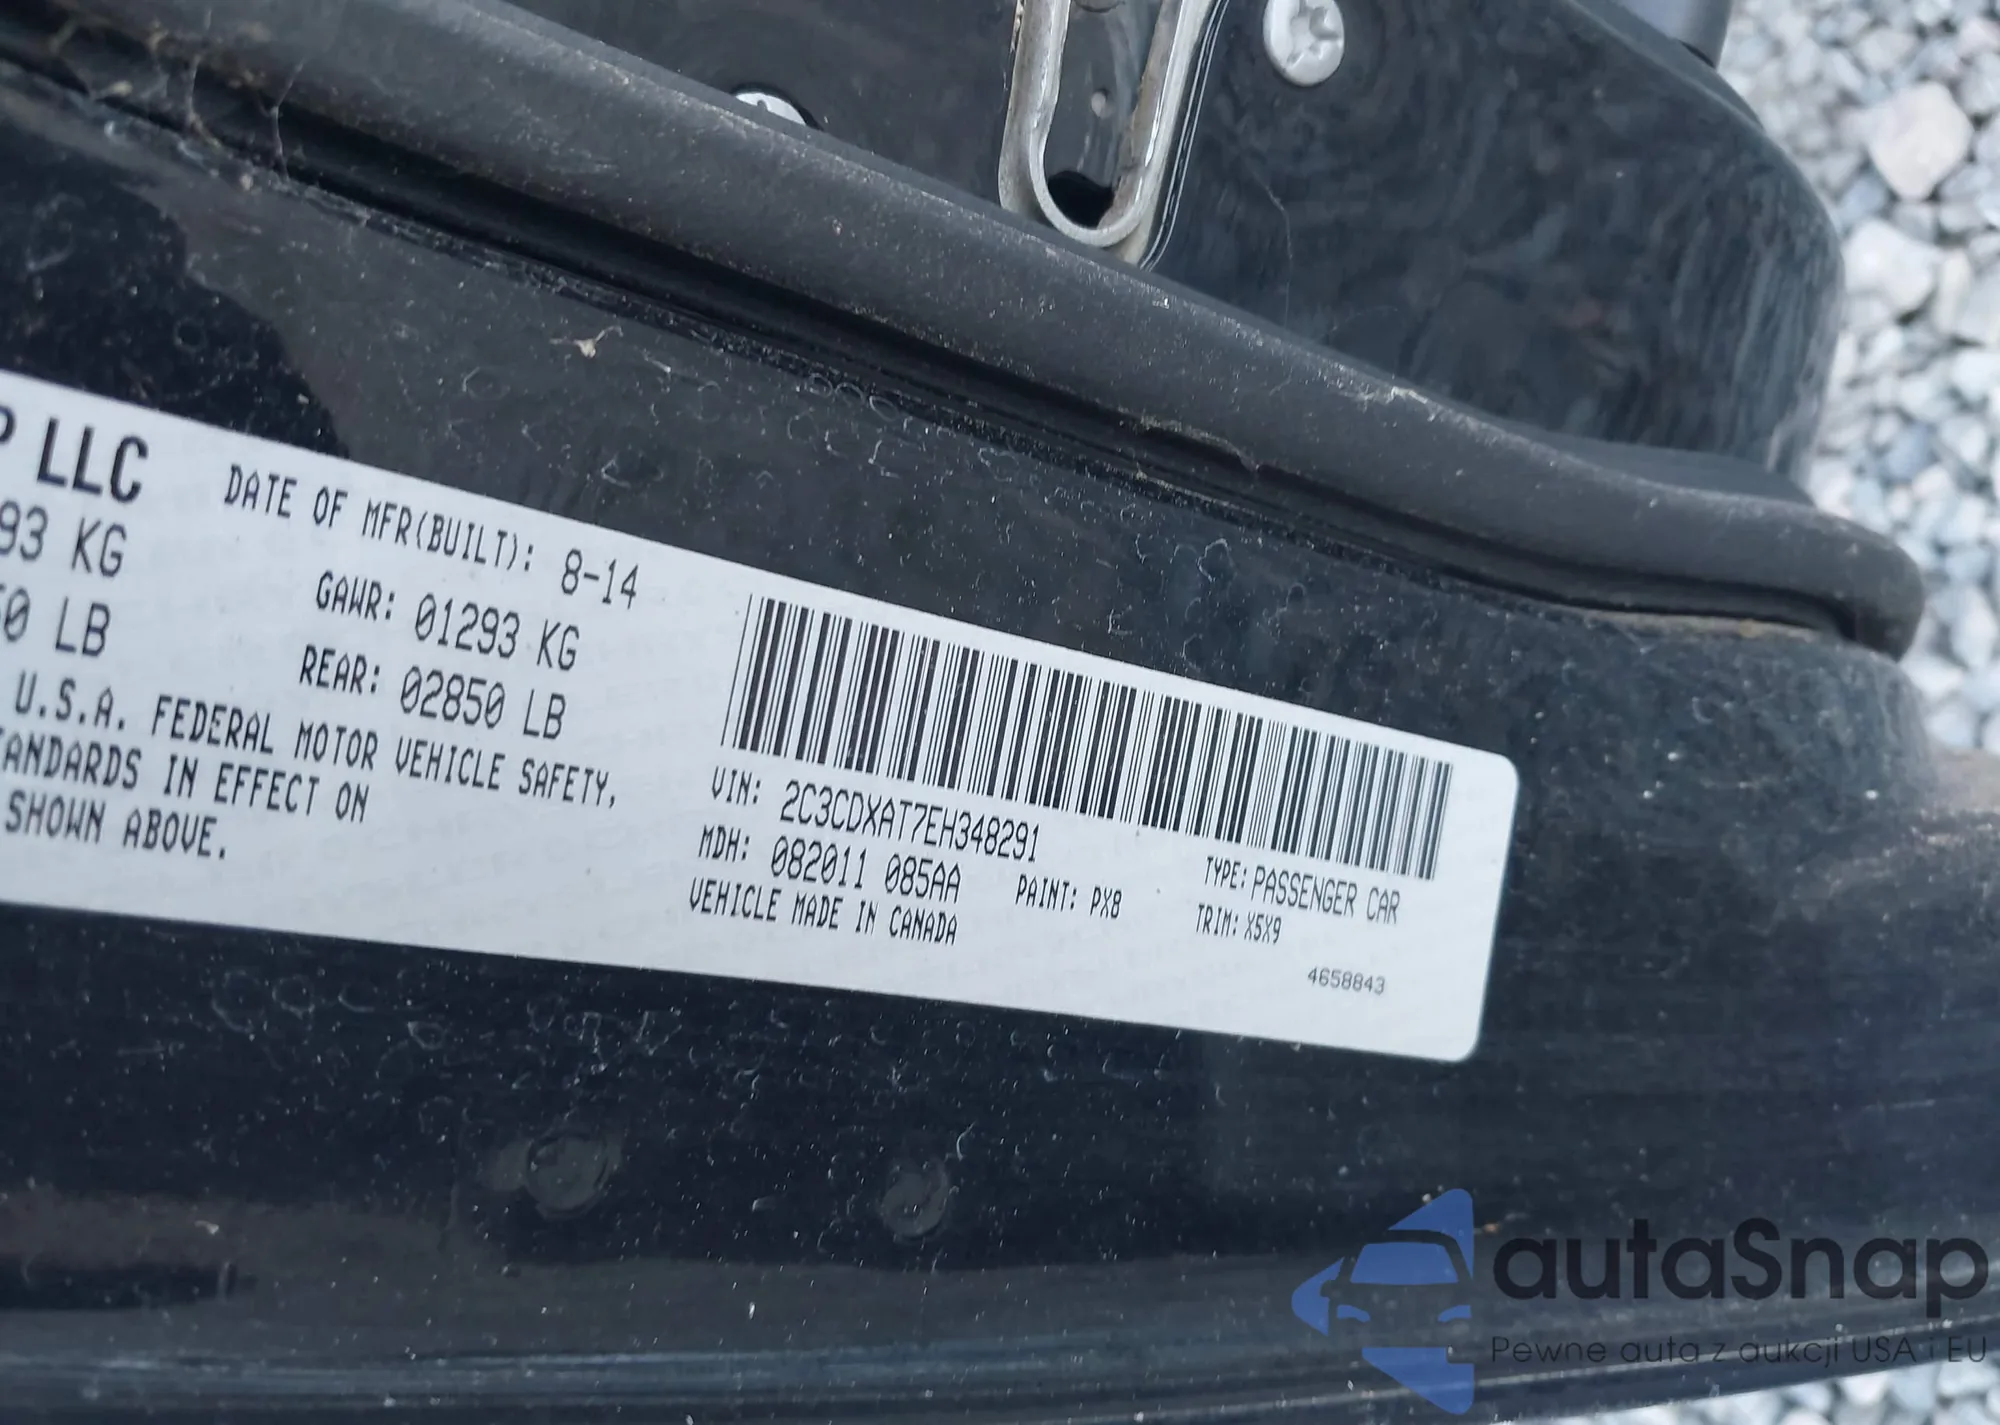 P LLC
DATE OF MFR(BUILT): 8-14
93 KG
GAWR: 01293 KG
50 LB
REAR: 02850 LB
U.S.A. FEDERAL MOTOR VEHICLE SAFETY,
TANDARDS IN EFFECT ON
SHOWN ABOVE.
VIN: 2C3CDXAT7EH348291
TYPE: PASSENGER CAR
MDH: 082011 085AA
PAINT: PX8
TRIM: X5X9
VEHICLE MADE IN CANADA
4658843
autaSnap
Pewne auta z aukcji USA i EU